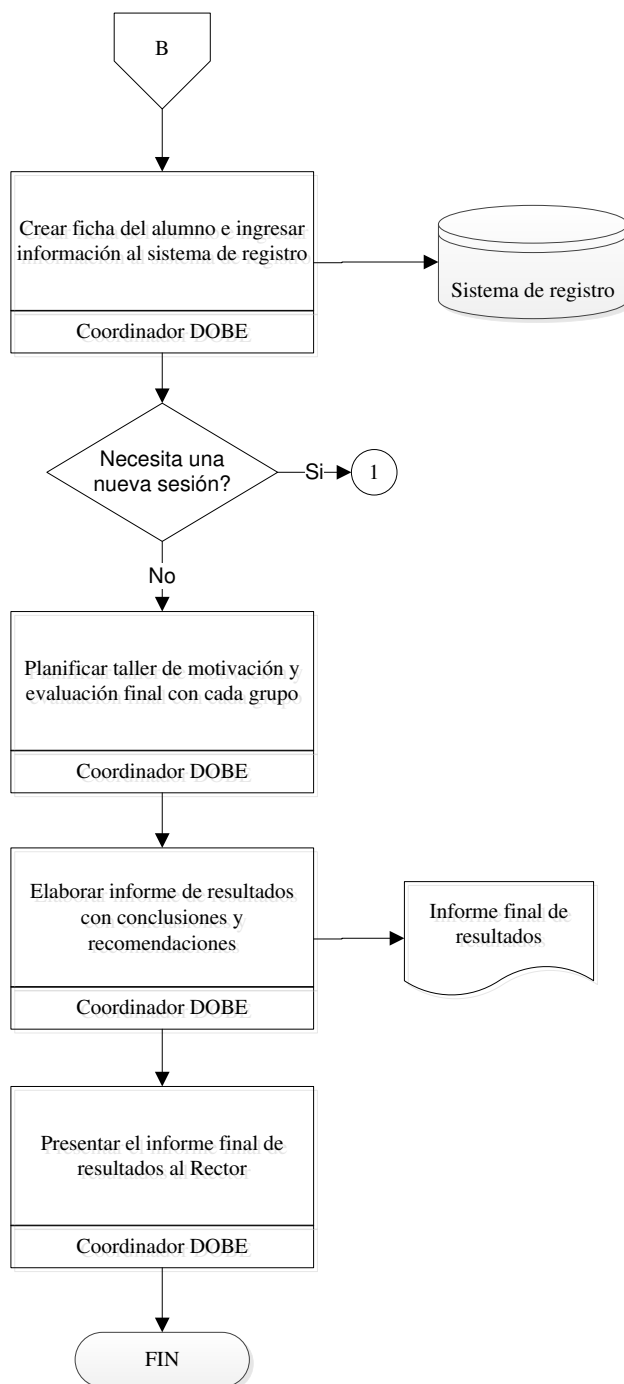 B
Crear ficha del alumno e ingresar
información al sistema de registro
Coordinador DOBE
Sistema de registro
Necesita una
nueva sesión?
Si
1
No
Planificar taller de motivación y
evaluación final con cada grupo
Coordinador DOBE
Elaborar informe de resultados
con conclusiones y
recomendaciones
Coordinador DOBE
Informe final de
resultados
Presentar el informe final de
resultados al Rector
Coordinador DOBE
FIN